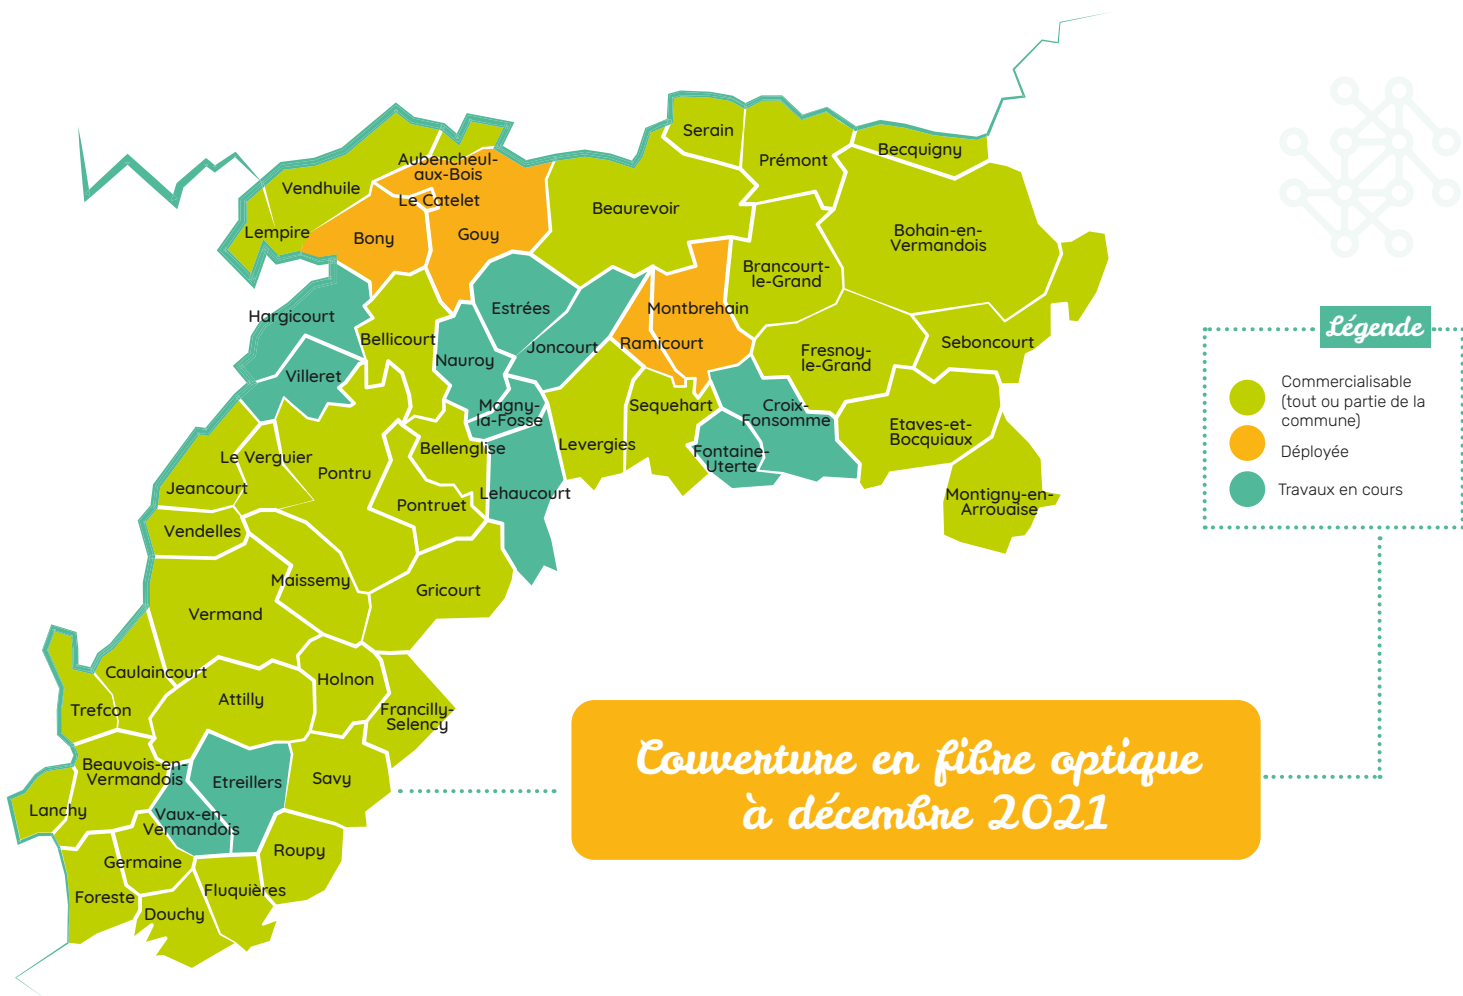 Serain
Prémont
Becquigny
Aubencheul-
aux-Bois
Vendhuile
Le Catelet
Beaurevoir
Lempire
Bony
Gouy
Bohain-en-
Vermandois
Brancourt-
le-Grand
Hargicourt
Estrées
Montbrehain
Bellicourt
Joncourt
Ramicourt
Seboncourt
Nauroy
Fresnoy-
le-Grand
Villeret
Magny-
la-Fosse
Sequehart
Croix-
Fonsomme
Etaves-et-
Bocquiaux
Bellenglise
Levergies
Fontaine-
Uterte
Le Verguier
Pontru
Jeancourt
Lehaucourt
Pontruet
Montigny-en-
Arrouaise
Vendelles
Maissemy
Gricourt
Vermand
Caulaincourt
Holnon
Attilly
Trefcon
Francilly-
Selency
Beauvois-en-
Vermandois
Etreillers
Savy
Lanchy
Vaux-en-
Vermandois
Roupy
Germaine
Foreste
Fluquières
Douchy
Légende
Commercialisable
(tout ou partie de la
commune)
Déployée
Travaux en cours
Couverture en fibre optique
à décembre 2021